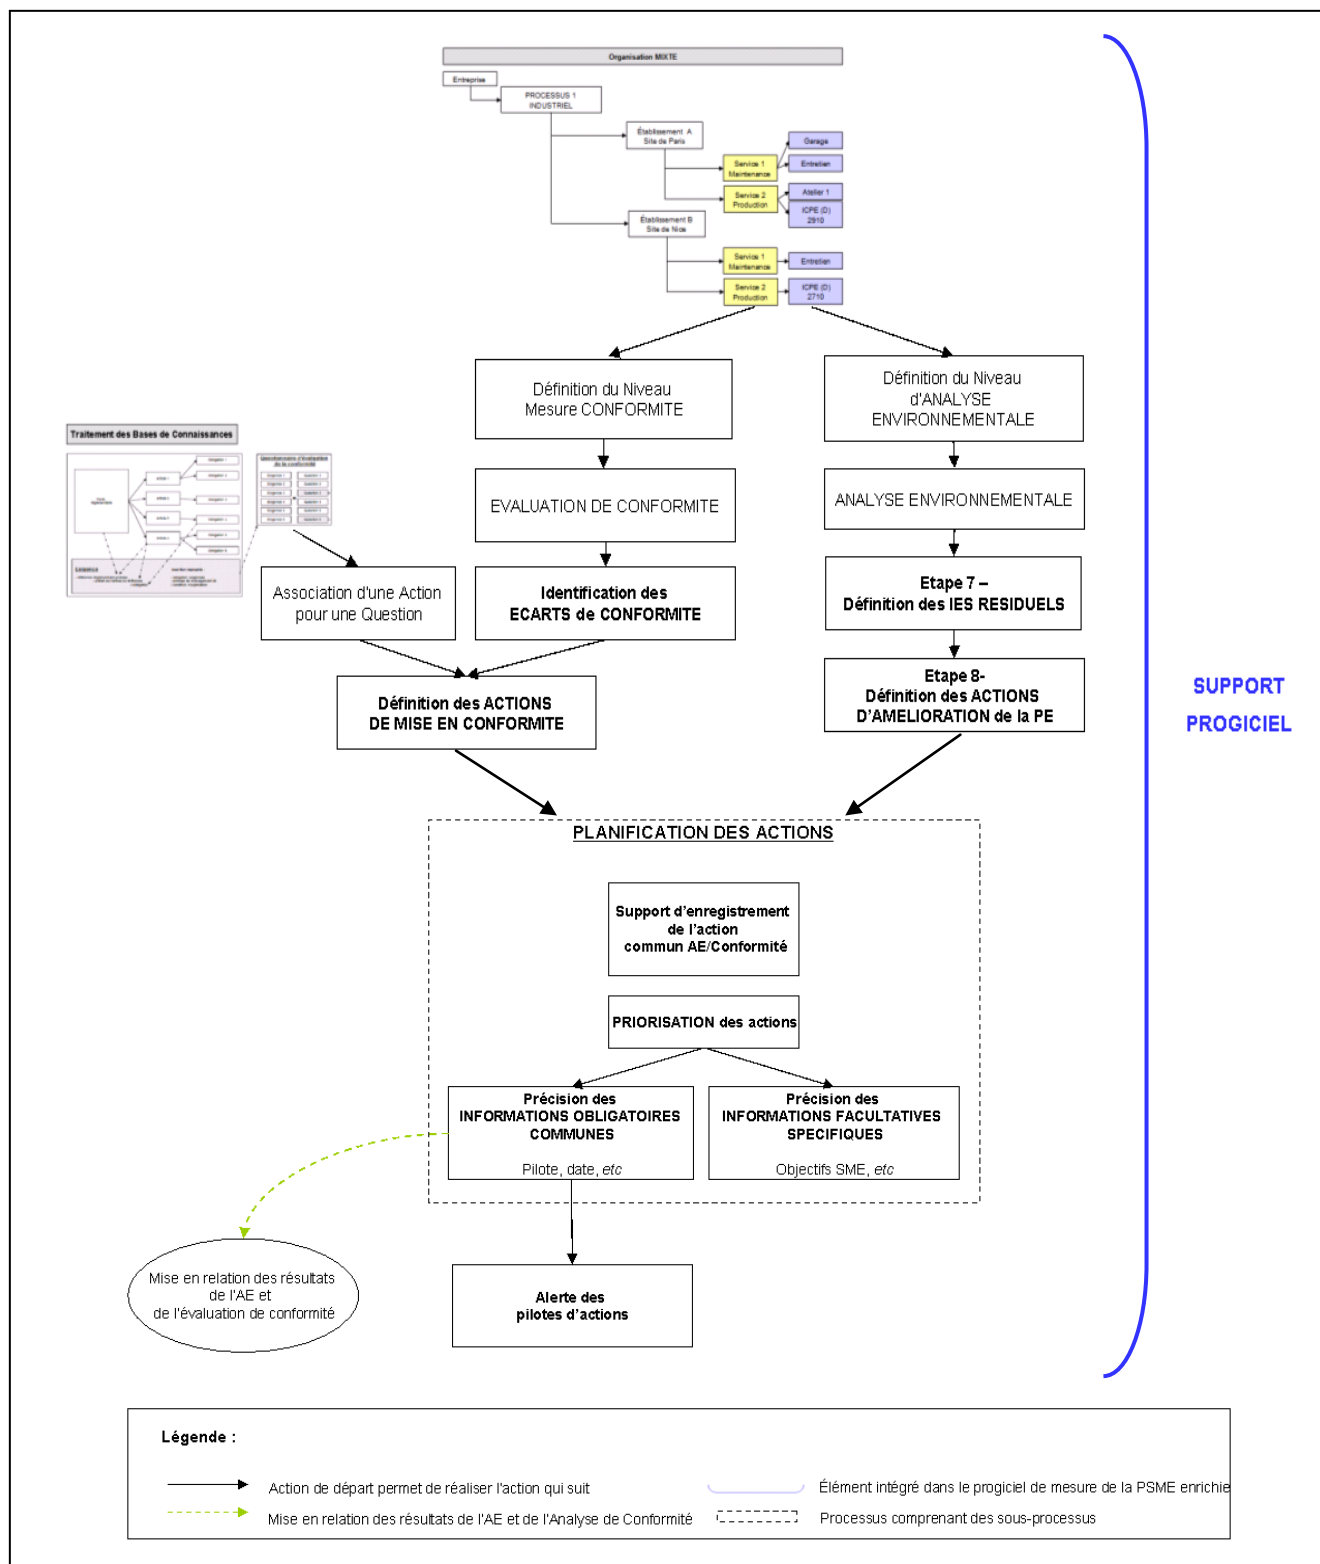 Organisation MIXTE
Entreprise
PROCESSUS 1
INDUSTRIEL
Établissement A
Site de Paris
Garage
Service 1
Maintenance
Entretien
Service 2
Production
Atelier 1
ICPE (D)
2910
Établissement B
Site de Nice
Service 1
Maintenance
Entretien
Service 2
Production
ICPE (D)
2710
Définition du Niveau
Mesure CONFORMITE
Définition du Niveau
d'ANALYSE
ENVIRONNEMENTALE
Traitement des Bases de Connaissances
Questionnaire d'évaluation
de la conformité
EVALUATION DE CONFORMITE
ANALYSE ENVIRONNEMENTALE
Association d'une Action
pour une Question
Identification des
ECARTS de CONFORMITE
Etape 7 –
Définition des IES RESIDUELS
Définition des ACTIONS
DE MISE EN CONFORMITE
Etape 8-
Définition des ACTIONS
D'AMELIORATION de la PE
SUPPORT
PROGICIEL
PLANIFICATION DES ACTIONS
Support d'enregistrement
de l'action
commun AE/Conformité
PRIORISATION des actions
Précision des
INFORMATIONS OBLIGATOIRES
COMMUNES
Pilote, date, etc
Précision des
INFORMATIONS FACULTATIVES
SPECIFIQUES
Objectifs SME, etc
Mise en relation des résultats
de l'AE et
de l'évaluation de conformité
Alerte des
pilotes d'actions
Légende :
Action de départ permet de réaliser l'action qui suit
Élément intégré dans le progiciel de mesure de la PSME enrichie
Mise en relation des résultats de l'AE et de l'Analyse de Conformité
Processus comprenant des sous-processus